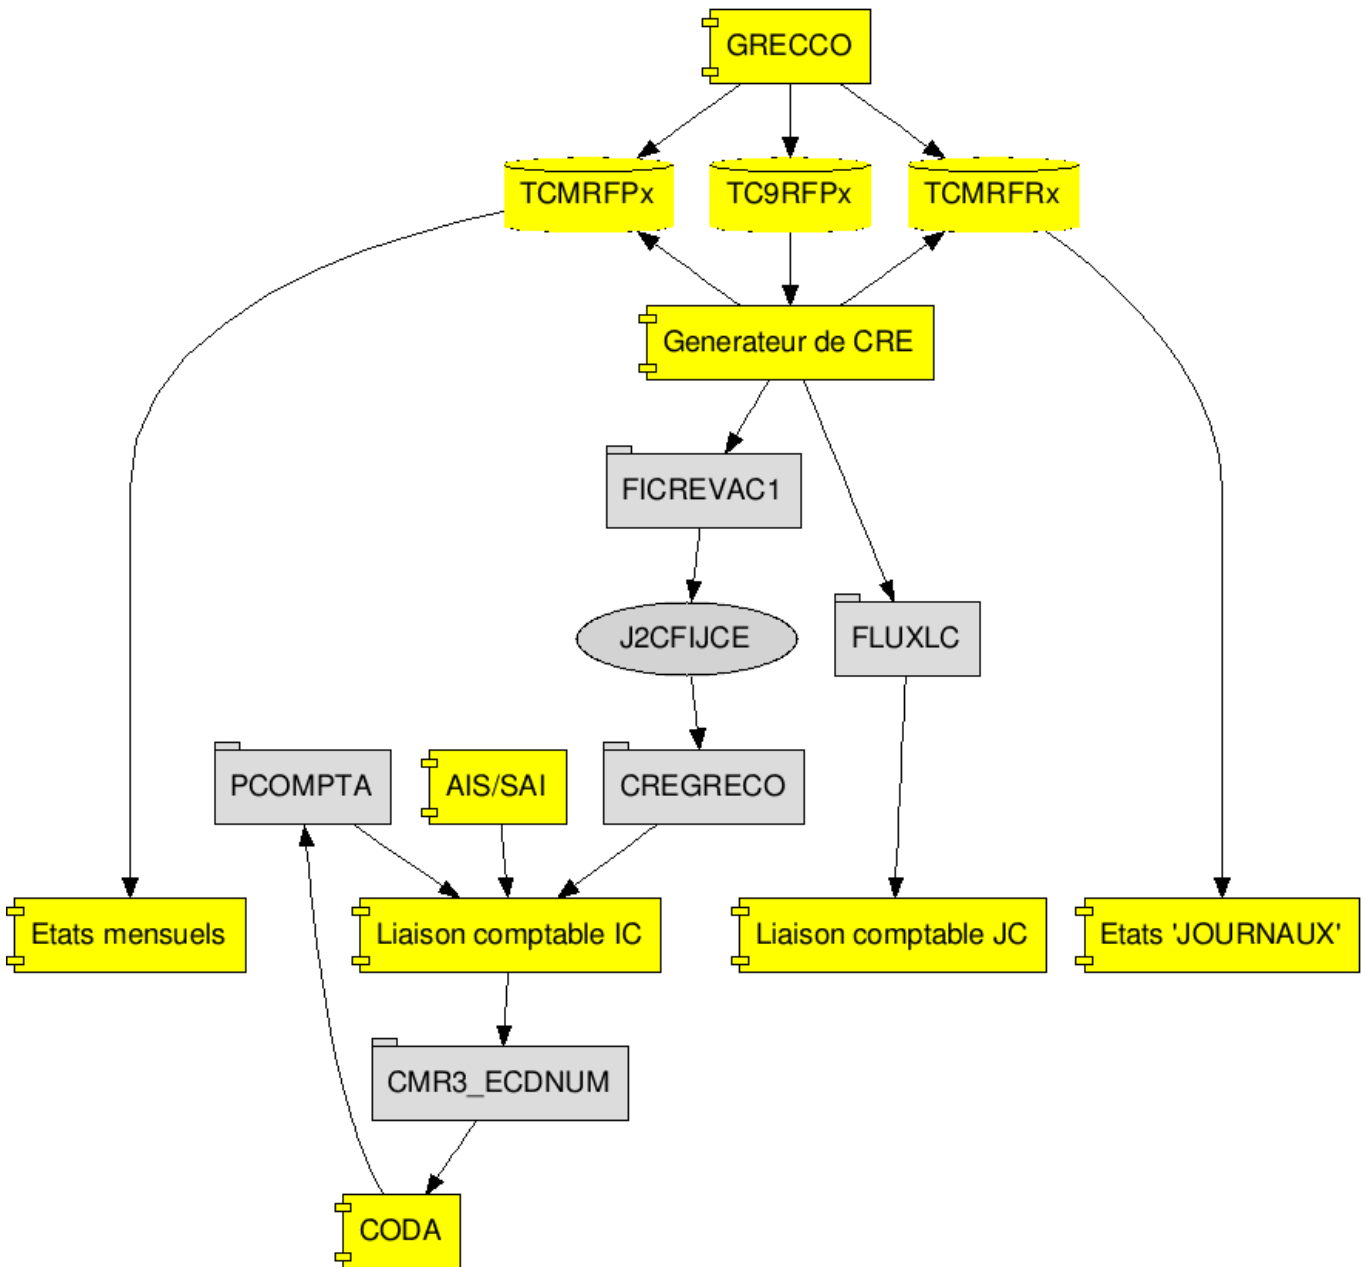 GRECCO
TCMRFPx
TC9RFPx
TCMRFRx
Generateur de CRE
FICREVAC1
J2CFIJCE
FLUXLC
PCOMPTA
AIS/SAI
CREGRECO
Etats mensuels
Liaison comptable IC
Liaison comptable JC
Etats 'JOURNAUX'
CMR3_ECDNUM
CODA